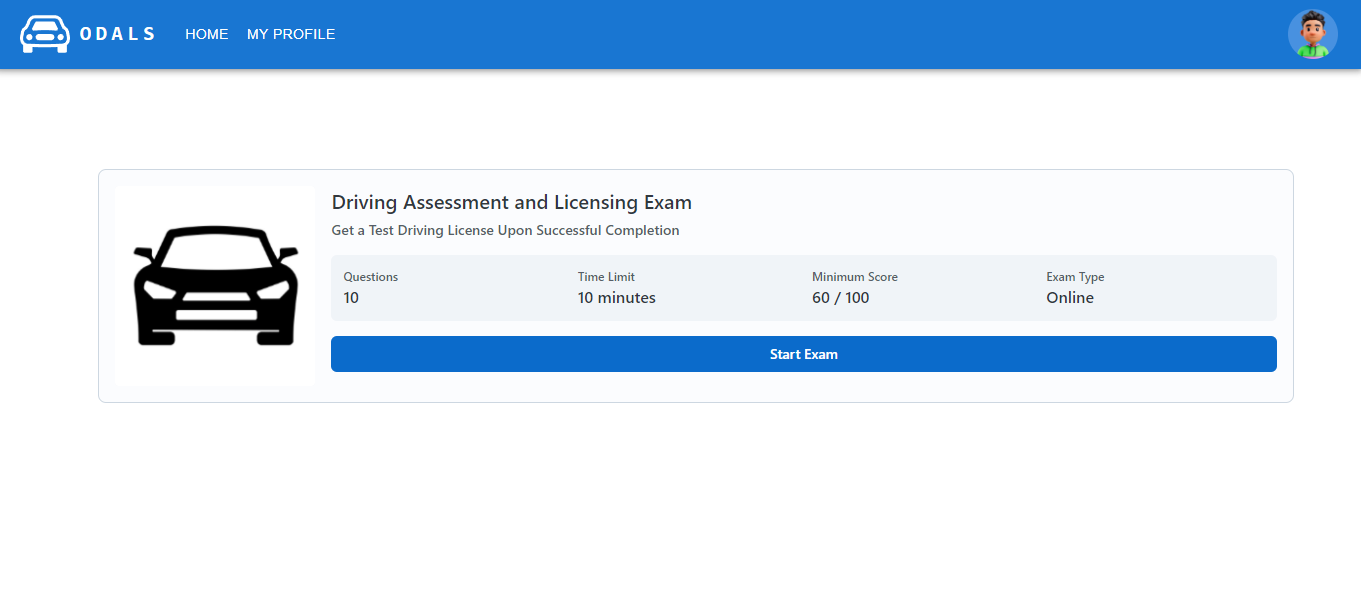 ODALS HOME MY PROFILE
Driving Assessment and Licensing Exam
Get a Test Driving License Upon Successful Completion
Questions Time Limit Minimum Score Exam Type
10 10 minutes 60 / 100 Online
Start Exam